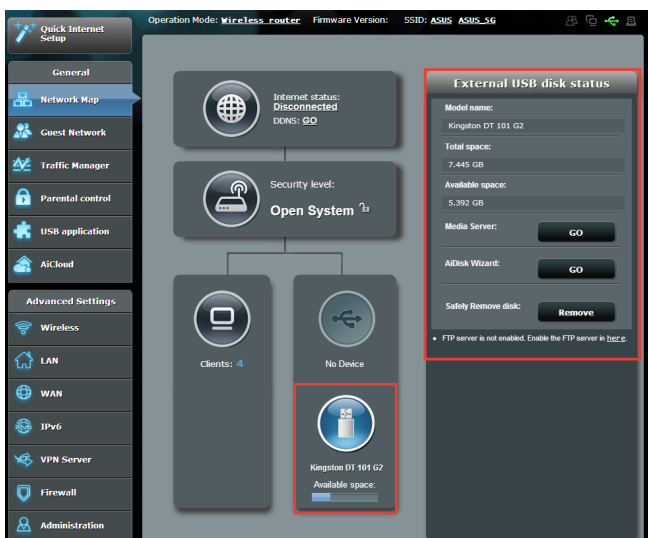 Quick Internet
Setup
Operation Mode: Wireless router Firmware Version: SSID: ASUS ASUS_5G
General
Network Map
Guest Network
Traffic Manager
Parental control
USB application
AiCloud
Advanced Settings
Wireless
LAN
WAN
IPv6
VPN Server
Firewall
Administration
Internet status:
Disconnected
DDNS: GO
Security level:
Open System
Clients: 4
No Device
Kingston DT 101 G2
Available space:
External USB disk status
Model name:
Kingston DT 101 G2
Total space:
7.445 GB
Available space:
5.392 GB
Media Server: GO
AiDisk Wizard: GO
Safely Remove disk: Remove
• FTP server is not enabled. Enable the FTP server in here.